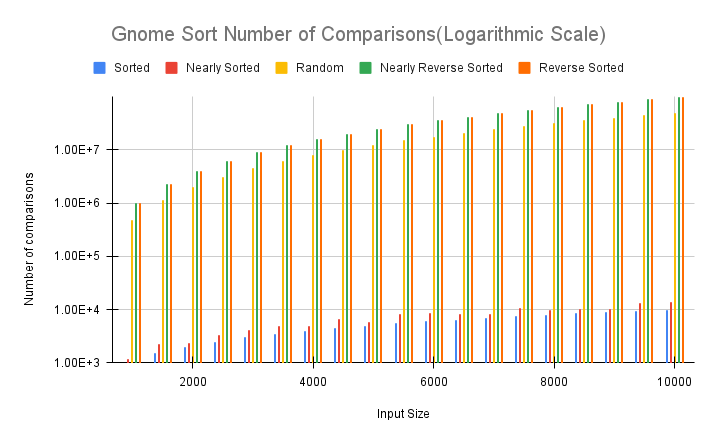 Gnome Sort Number of Comparisons(Logarithmic Scale)
Sorted Nearly Sorted Random Nearly Reverse Sorted Reverse Sorted
Number of comparisons
1.00E+7
1.00E+6
1.00E+5
1.00E+4
1.00E+3
2000 4000 6000 8000 10000
Input Size